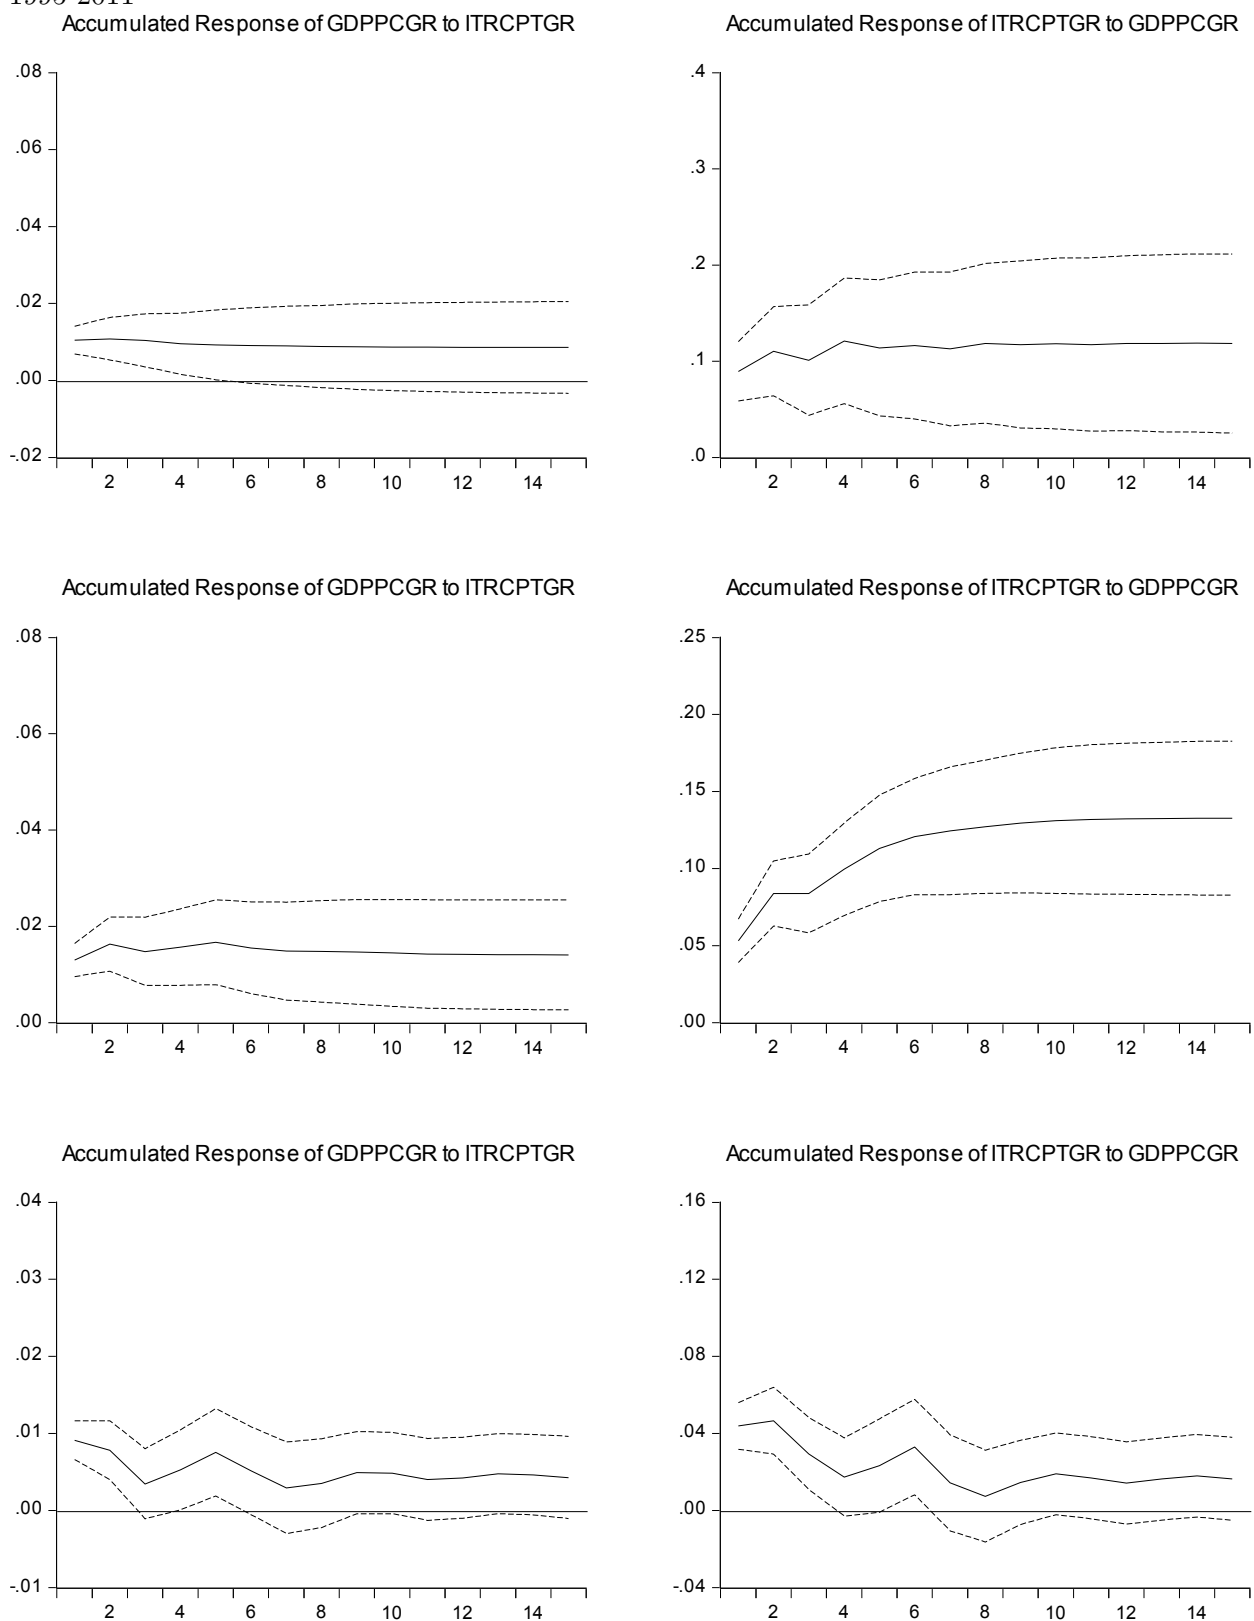 Accumulated Response of GDPPCGR to ITRCPTGR
.08
.06
.04
.02
.00
-.02
2 4 6 8 10 12 14
Accumulated Response of ITRCPTGR to GDPPCGR
.4
.3
.2
.1
.0
2 4 6 8 10 12 14
Accumulated Response of GDPPCGR to ITRCPTGR
.08
.06
.04
.02
.00
2 4 6 8 10 12 14
Accumulated Response of ITRCPTGR to GDPPCGR
.25
.20
.15
.10
.05
.00
2 4 6 8 10 12 14
Accumulated Response of GDPPCGR to ITRCPTGR
.04
.03
.02
.01
.00
-.01
2 4 6 8 10 12 14
Accumulated Response of ITRCPTGR to GDPPCGR
.16
.12
.08
.04
.00
-.04
2 4 6 8 10 12 14